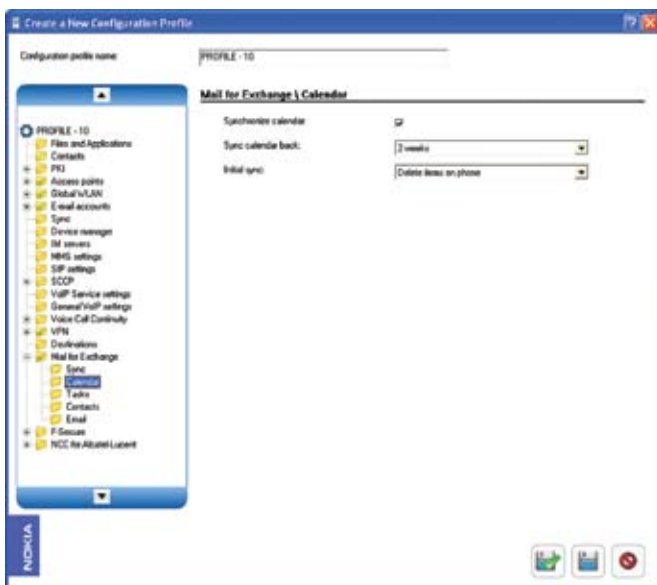 Create a New Configuration Profile
Configuration profile name:
PROFILE - 10
Mail for Exchange \ Calendar
Synchronize calendar
Sync calendar back:
2 weeks
Initial sync:
Delete items on phone
PROFILE - 10
Files and Applications
Contacts
PKI
Access points
Global WLAN
E-mail accounts
Sync
Device manager
IM servers
MMS settings
SIP settings
SCCP
VoIP Service settings
General VoIP settings
Voice Call Continuity
VPN
Destinations
Mail for Exchange
Sync
Calendar
Tasks
Contacts
Email
F-Secure
NCC for Alcatel-Lucent
NOKIA